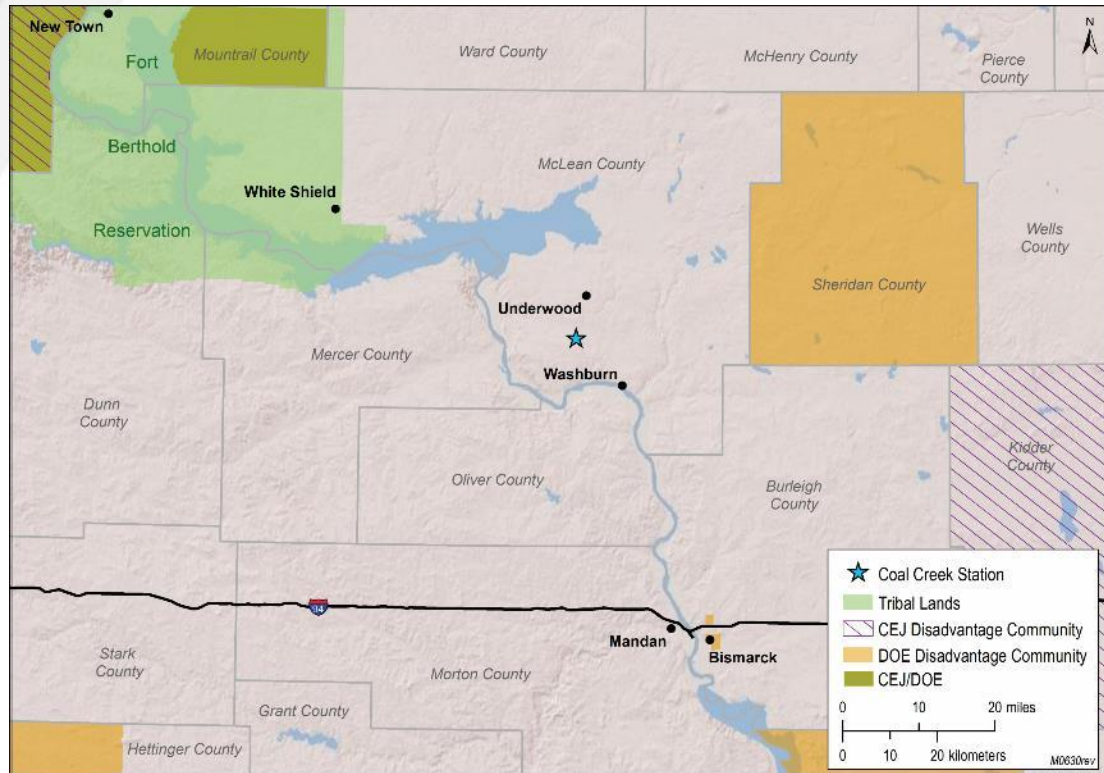 New Town
Fort
Mountrail County
Ward County
McHenry County
Pierce
County
N
Berthold
McLean County
White Shield
Reservation
Wells
County
Sheridan County
Underwood
Mercer County
Washburn
Dunn
County
Kidder
County
Oliver County
Burleigh
County
94
Mandan
Bismarck
Stark
County
Morton County
Grant County
Hettinger County
Coal Creek Station
Tribal Lands
CEJ Disadvantage Community
DOE Disadvantage Community
CEJ/DOE
0 10 20 miles
0 10 20 kilometers
M0630rev